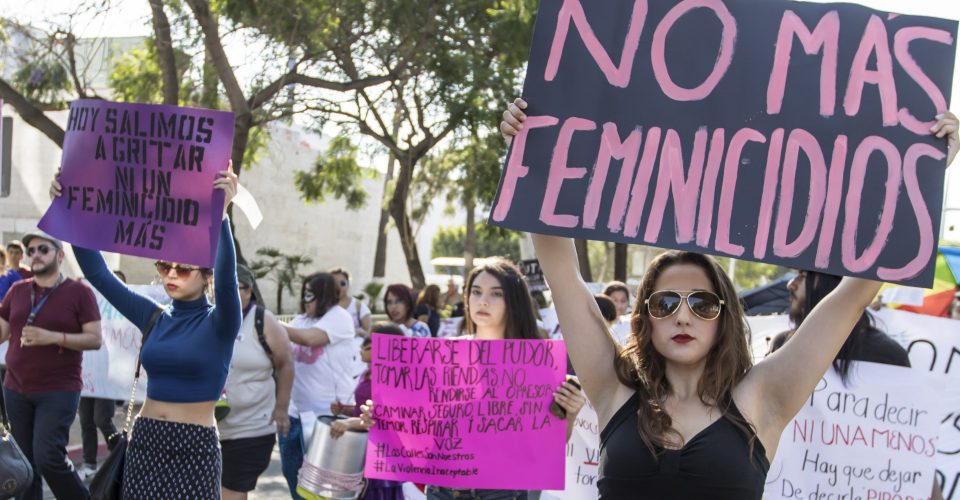 HOY SALIMOS
A GRITAR
NI UN
FEMINICIDIO
MÁS
LIBERARSE DEL PUDOR,
TOMAR LAS RIENDAS NO
RENDIRSE AL OPRESOR
CAMINAR SEGURO, LIBRE, SIN
TEMOR, RESPIRAR Y SACAR LA
VOZ
#LasCallesSonNuestras
#LaViolenciaInaceptable
NO MÁS
FEMINICIDIOS
Para decir
NI UNA MENOS
Hay que dejar
De decirle